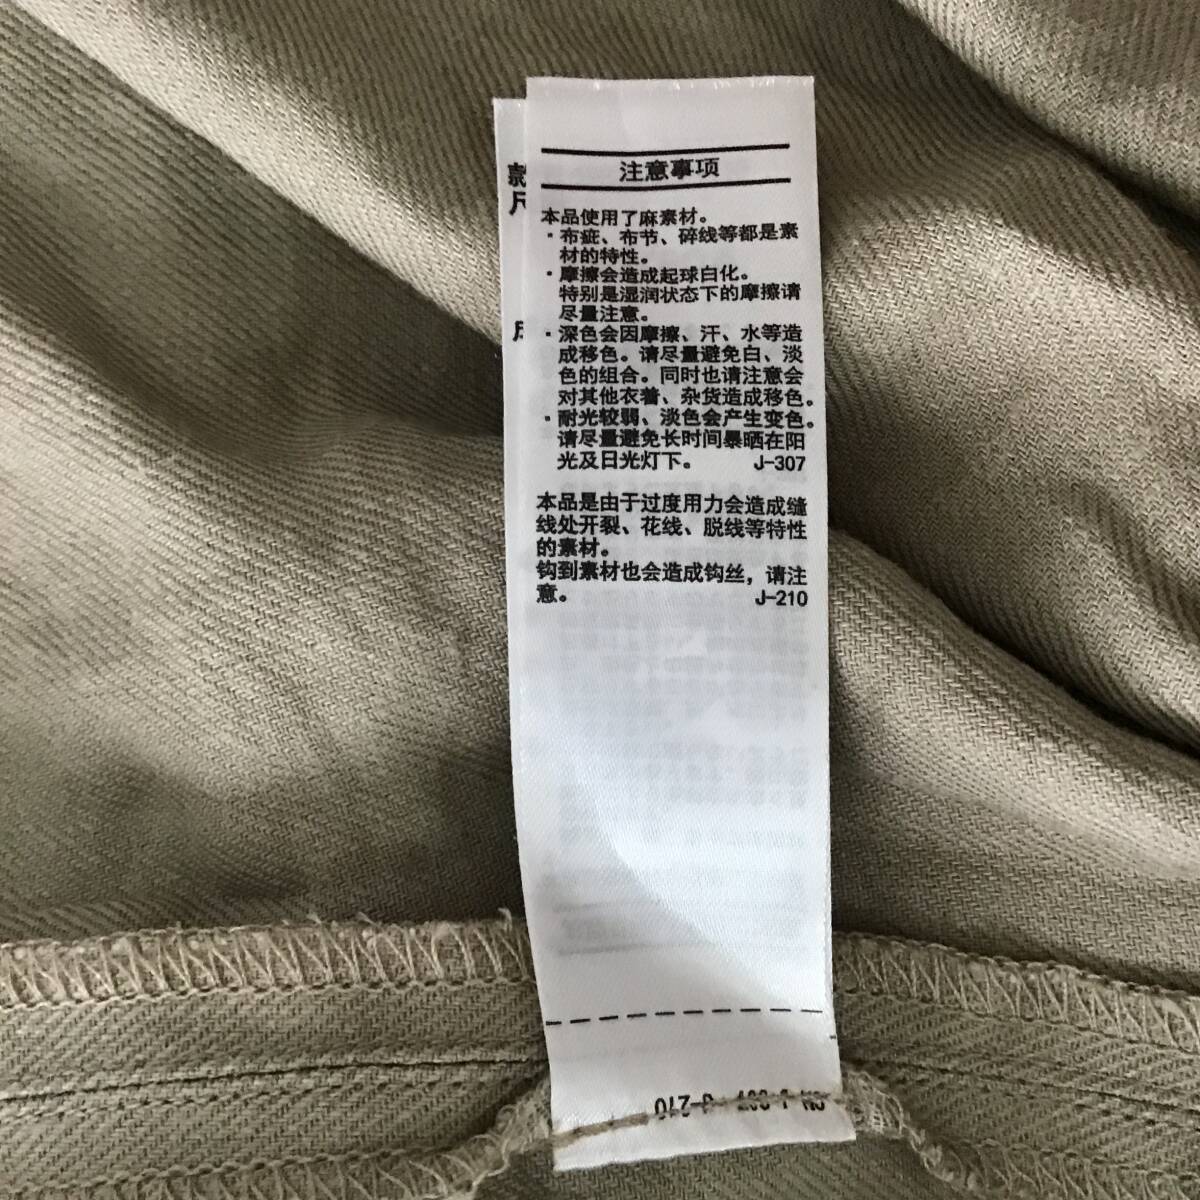 注意事项
本品使用了麻素材。
・布疵、布节、碎线等都是素
材的特性。
・摩擦会造成起球白化。
特别是湿润状态下的摩擦请
尽量注意。
・深色会因摩擦、汗、水等造
成移色。请尽量避免白、淡
色的组合。同时也请注意会
对其他衣着、杂货造成移色。
・耐光较弱、淡色会产生变色。
请尽量避免长时间暴晒在阳
光及日光灯下。 J-307
本品是由于过度用力会造成缝
线处开裂、花线、脱线等特性
的素材。
钩到素材也会造成钩丝，请注
意。 J-210
款
尺
CN J-307 J-210